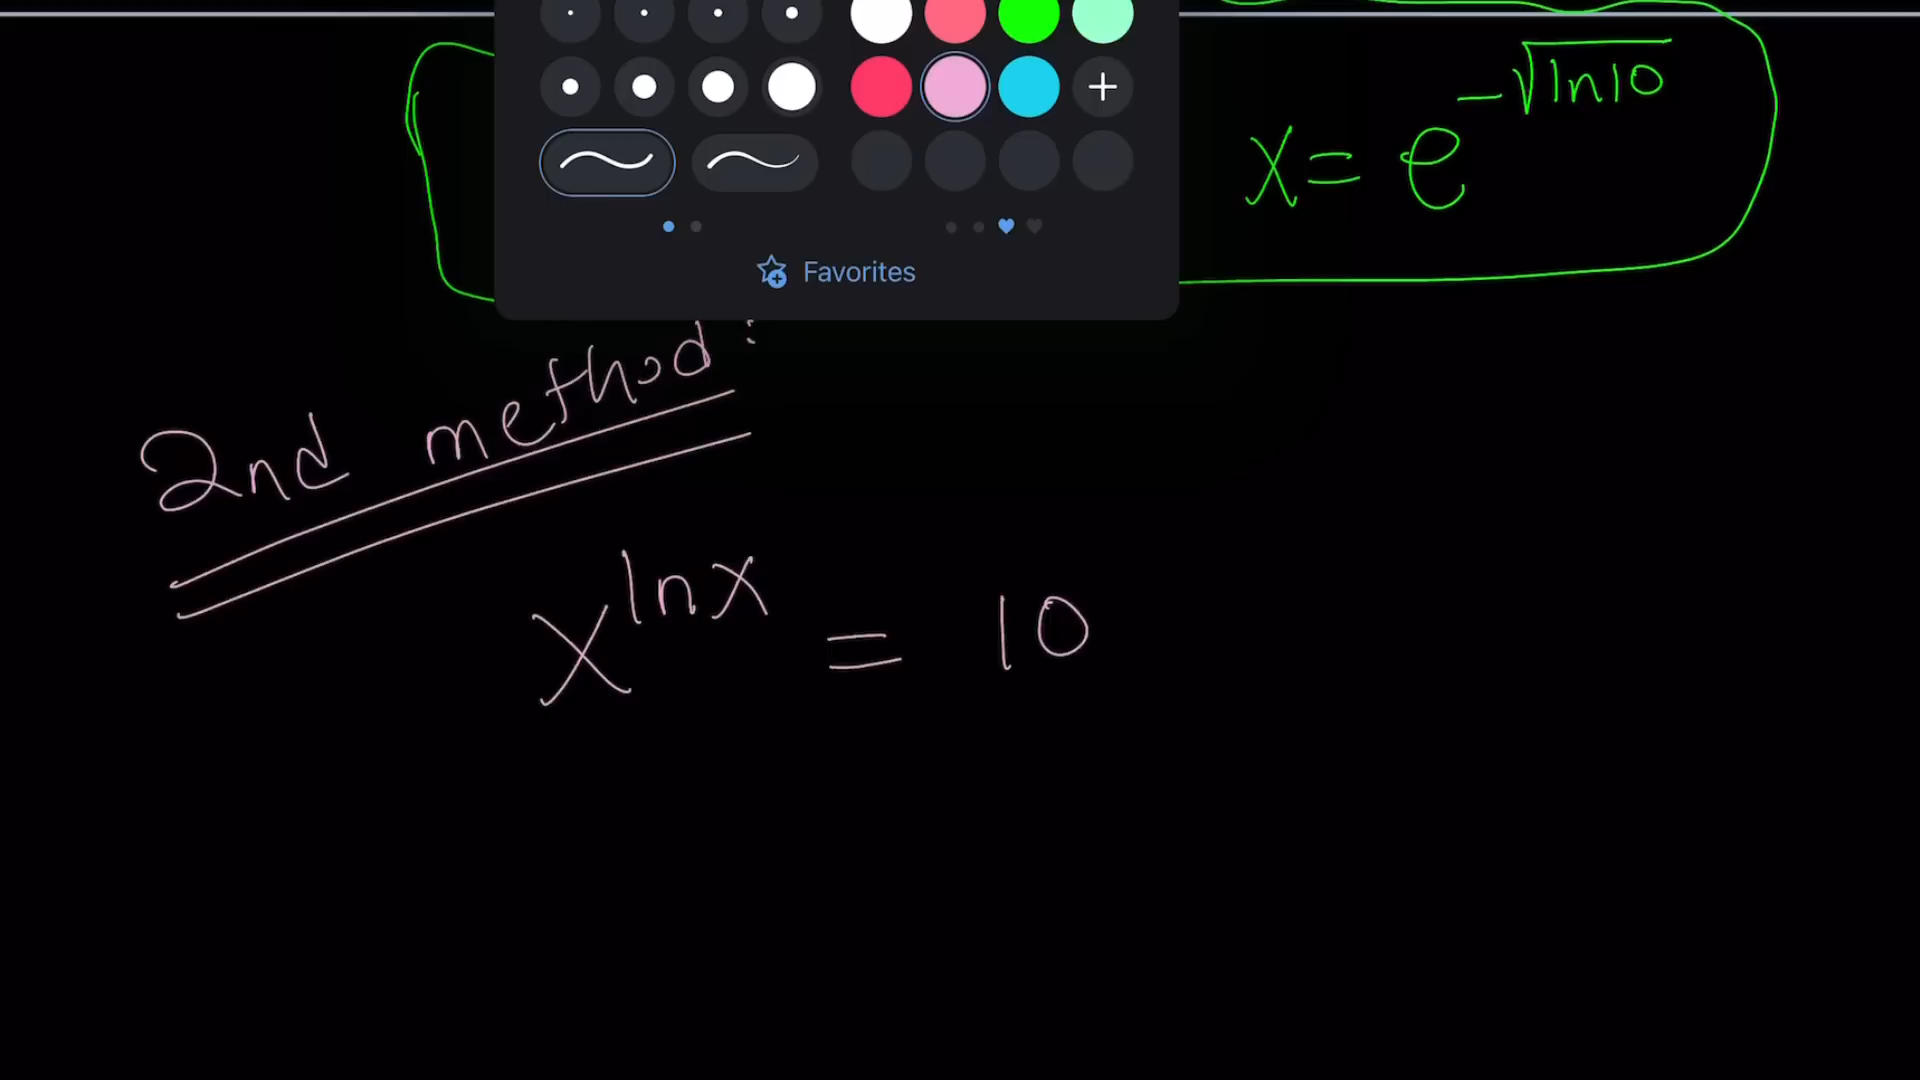 x = e^{-√ln10}
Favorites
2nd method:
x^{lnx} = 10